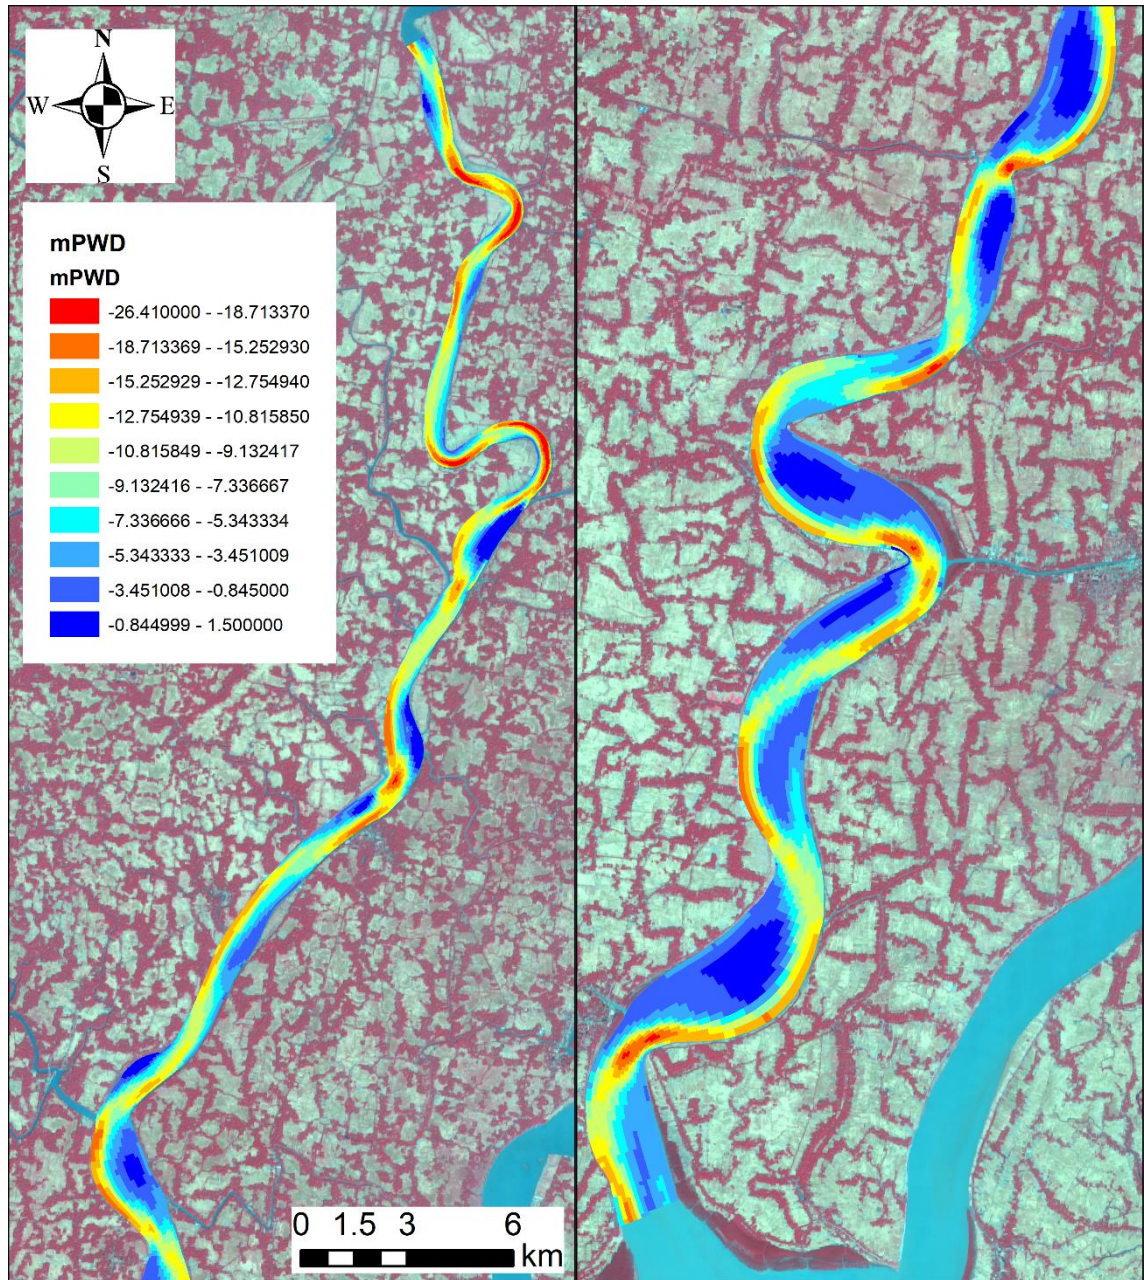 N
W E
S
mPWD
mPWD
-26.410000 - -18.713370
-18.713369 - -15.252930
-15.252929 - -12.754940
-12.754939 - -10.815850
-10.815849 - -9.132417
-9.132416 - -7.336667
-7.336666 - -5.343334
-5.343333 - -3.451009
-3.451008 - -0.845000
-0.844999 - 1.500000
0 1.5 3 6
km